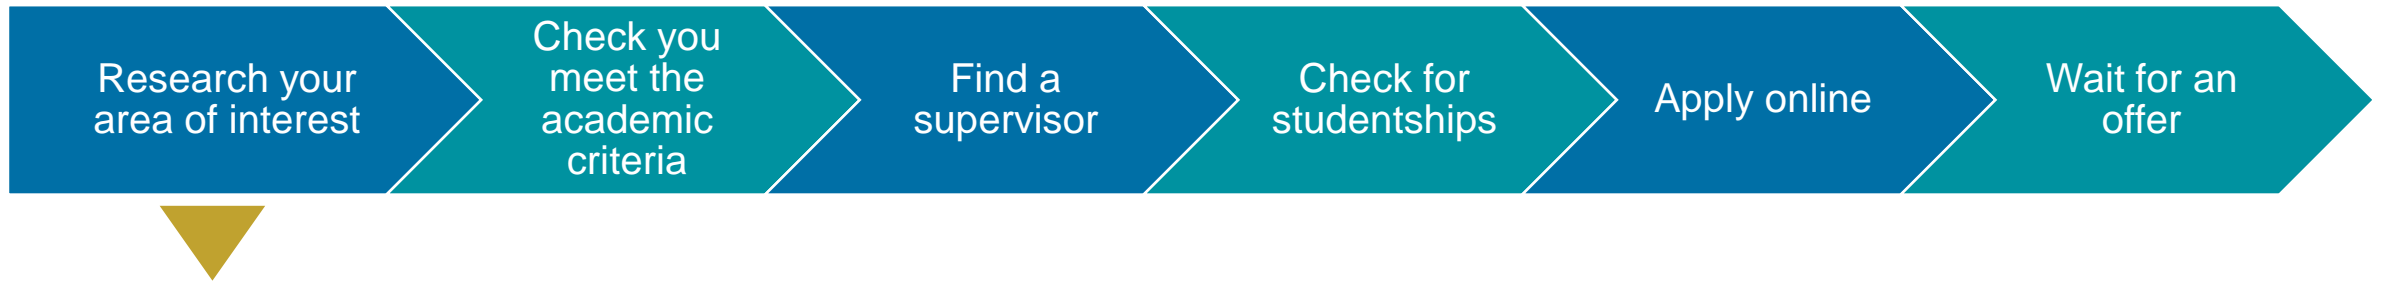 Research your
area of interest
Check you
meet the
academic
criteria
Find a
supervisor
Check for
studentships
Apply online
Wait for an
offer